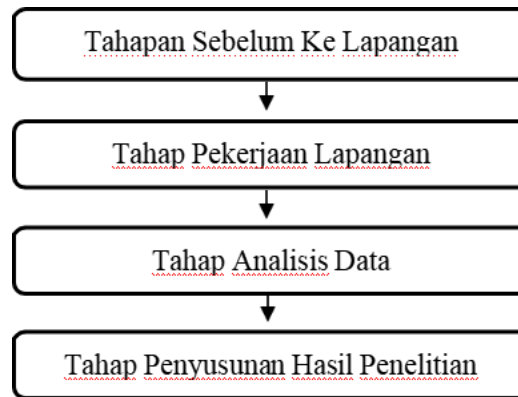 Tahapan Sebelum Ke Lapangan
Tahap Pekerjaan Lapangan
Tahap Analisis Data
Tahap Penyusunan Hasil Penelitian